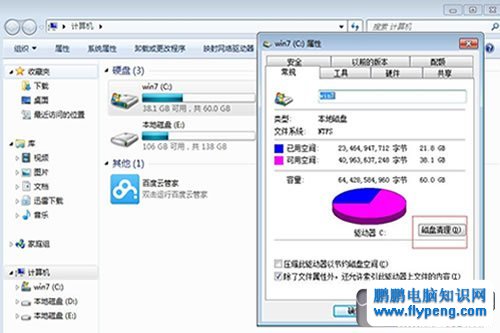 计算机
搜索 计算机
组织
属性
系统属性
卸载或更改程序
映射网络驱动器
收藏夹
下载
桌面
最近访问的位置
库
视频
图片
文档
迅雷下载
音乐
家庭组
计算机
win7 (C:)
本地磁盘 (D:)
本地磁盘 (E:)
硬盘 (3)
win7 (C:)
38.1 GB 可用，共 60.0 GB
本地磁盘 (E:)
106 GB 可用，共 138 GB
其他 (1)
百度云管家
双击运行百度云管家
win7 (C:) 属性
安全
以前的版本
配额
常规
工具
硬件
共享
win7
类型:
本地磁盘
文件系统:
NTFS
已用空间:
23,464,947,712 字节
21.8 GB
可用空间:
40,963,637,248 字节
38.1 GB
容量:
64,428,584,960 字节
60.0 GB
驱动器 C:
磁盘清理(D)
压缩此驱动器以节约磁盘空间(C)
除了文件属性外，还允许索引此驱动器上文件的内容(I)
鹏鹏电脑知识网
www.flypeng.com